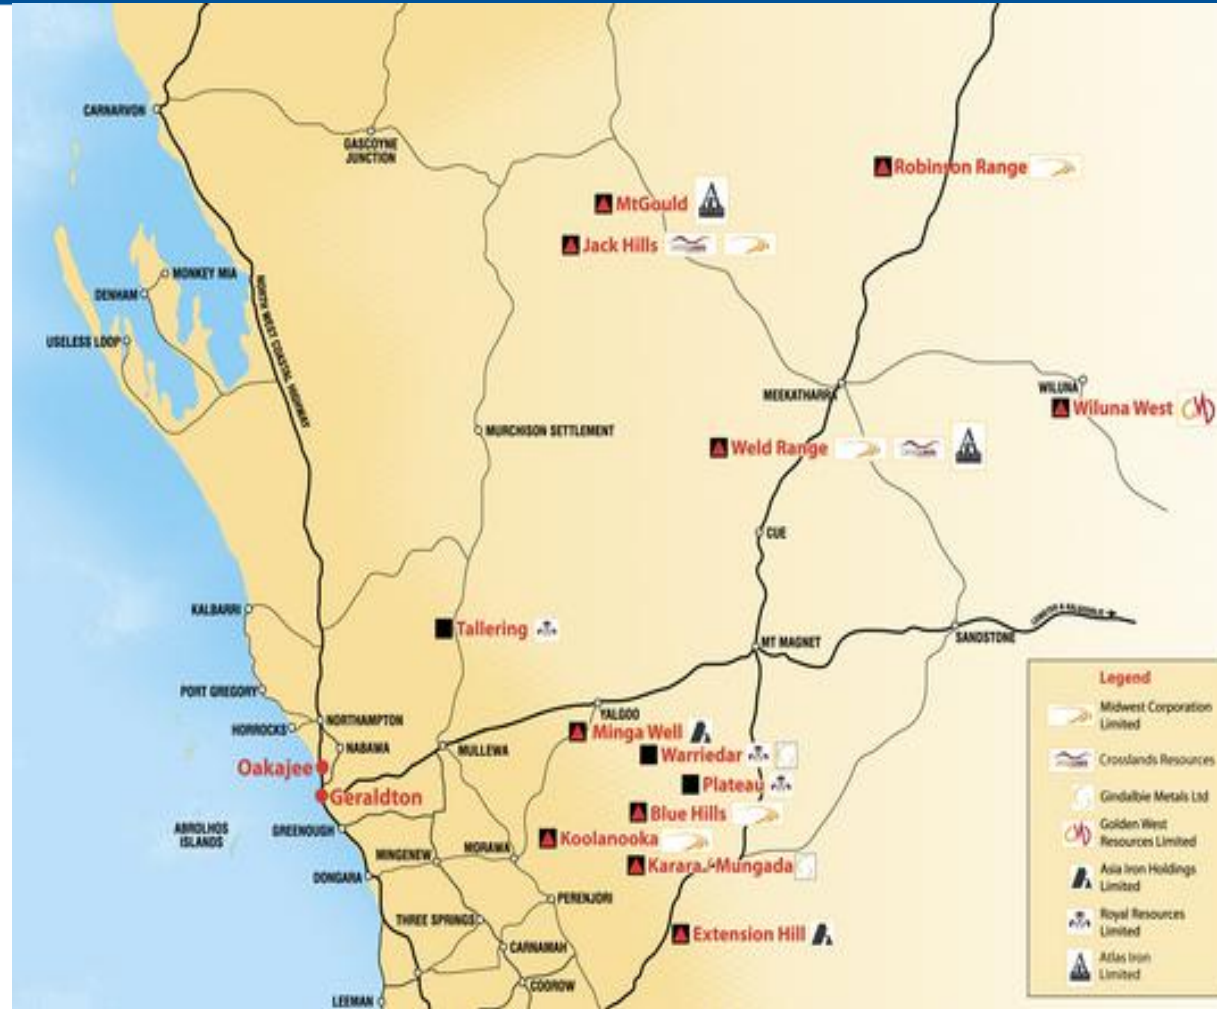 CARNARVON
GASCOYNE
JUNCTION
Robinson Range
MtGould
Jack Hills
MONKEY MIA
DENHAM
NORTH WEST COASTAL HIGHWAY
USELESS LOOP
MEEKATHARRA
WILUNA
Wiluna West
MURCHISON SETTLEMENT
Weld Range
CUE
KALBARRI
Tallering
MT MAGNET
SANDSTONE
PORT GREGORY
YALGOO
HORROCKS
NORTHAMPTON
Minga Well
NABAWA
MULLEWA
Warriedar
Oakajee
Plateau
Geraldton
Blue Hills
GREENOUGH
ABROLHOS
ISLANDS
Koolanooka
MINGENEW
MORAWA
Karara / Mungada
DONGARA
PERENJORI
THREE SPRINGS
Extension Hill
CARNAMAH
COOROW
LEEMAN
Legend
Midwest Corporation
Limited
Crosslands Resources
Gindalbie Metals Ltd
Golden West
Resources Limited
Asia Iron Holdings
Limited
Royal Resources
Limited
Atlas Iron
Limited